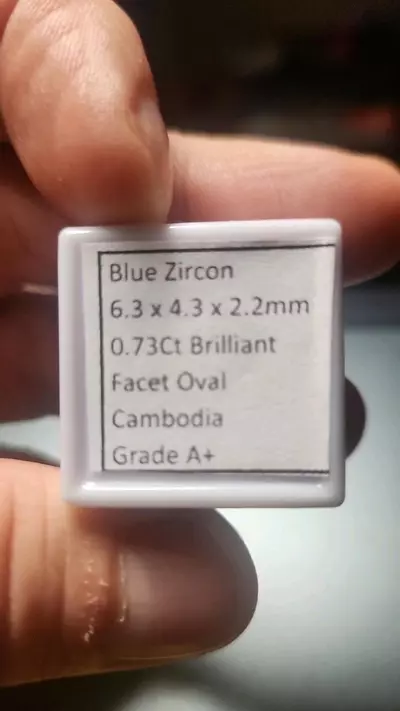 Blue Zircon
6.3 x 4.3 x 2.2mm
0.73Ct Brilliant
Facet Oval
Cambodia
Grade A+